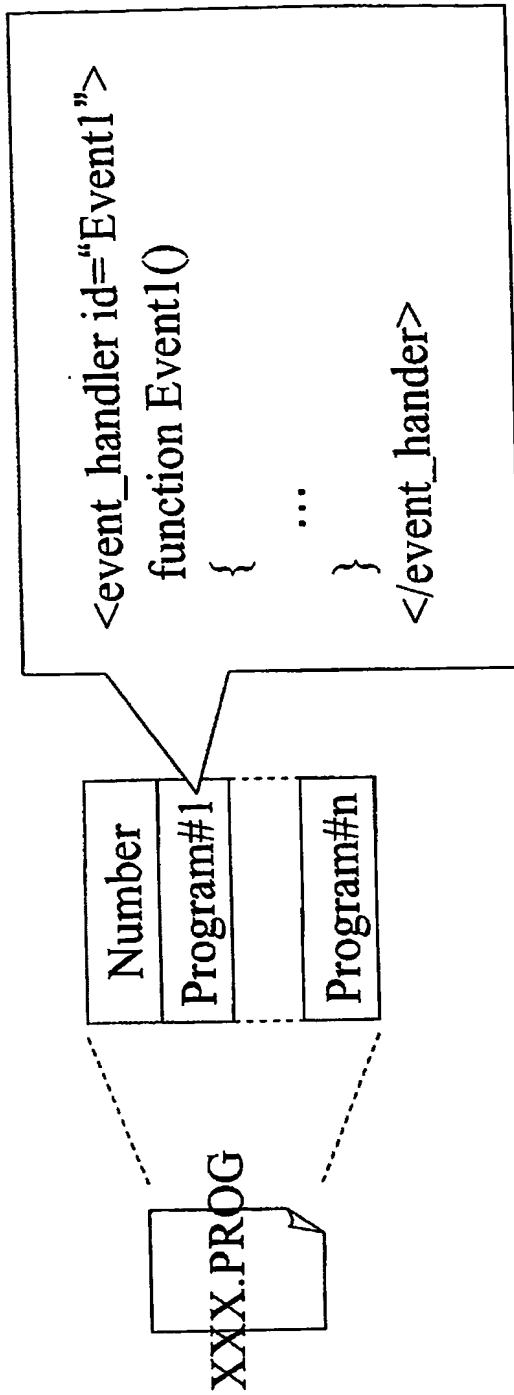 XXX.PROG
Number
Program#1
Program#n
<event_handler id=“Event1”>
function Event1()
{
...
}
</event_hander>